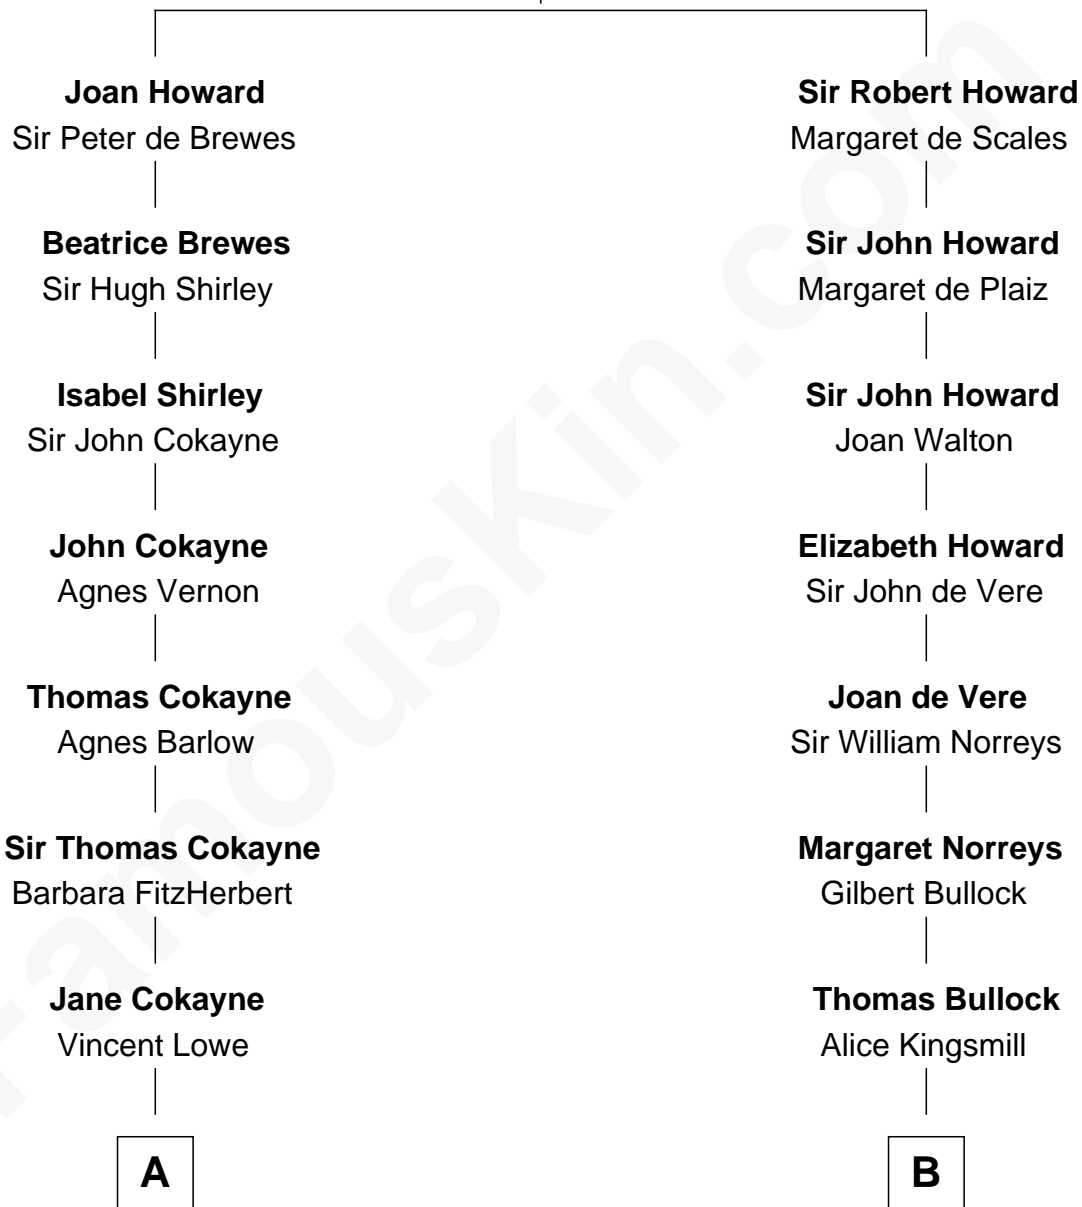 Joan Howard
Sir Peter de Brewes
Beatrice Brewes
Sir Hugh Shirley
Isabel Shirley
Sir John Cokayne
John Cokayne
Agnes Vernon
Thomas Cokayne
Agnes Barlow
Sir Thomas Cokayne
Barbara FitzHerbert
Jane Cokayne
Vincent Lowe
A
Sir Robert Howard
Margaret de Scales
Sir John Howard
Margaret de Plaiz
Sir John Howard
Joan Walton
Elizabeth Howard
Sir John de Vere
Joan de Vere
Sir William Norreys
Margaret Norreys
Gilbert Bullock
Thomas Bullock
Alice Kingsmill
B
FamousKin.com